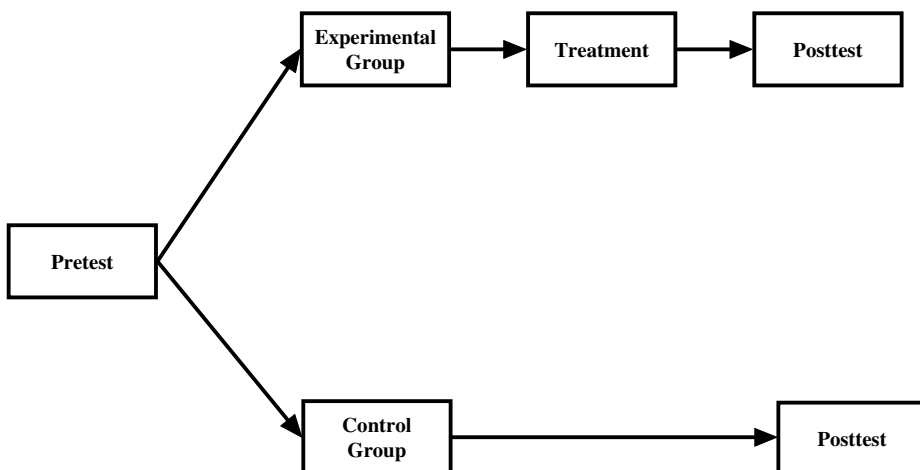 Experimental
Group
Treatment
Posttest
Pretest
Control
Group
Posttest